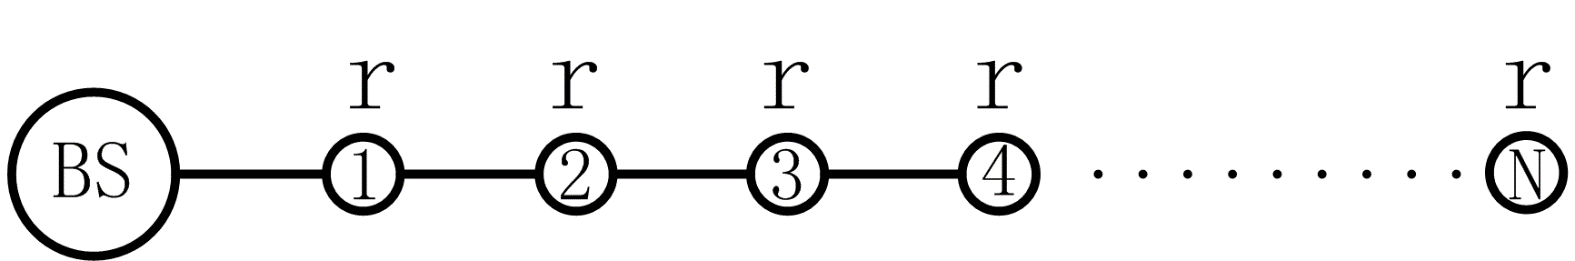 r r r r r
BS 1 2 3 4 ......... N